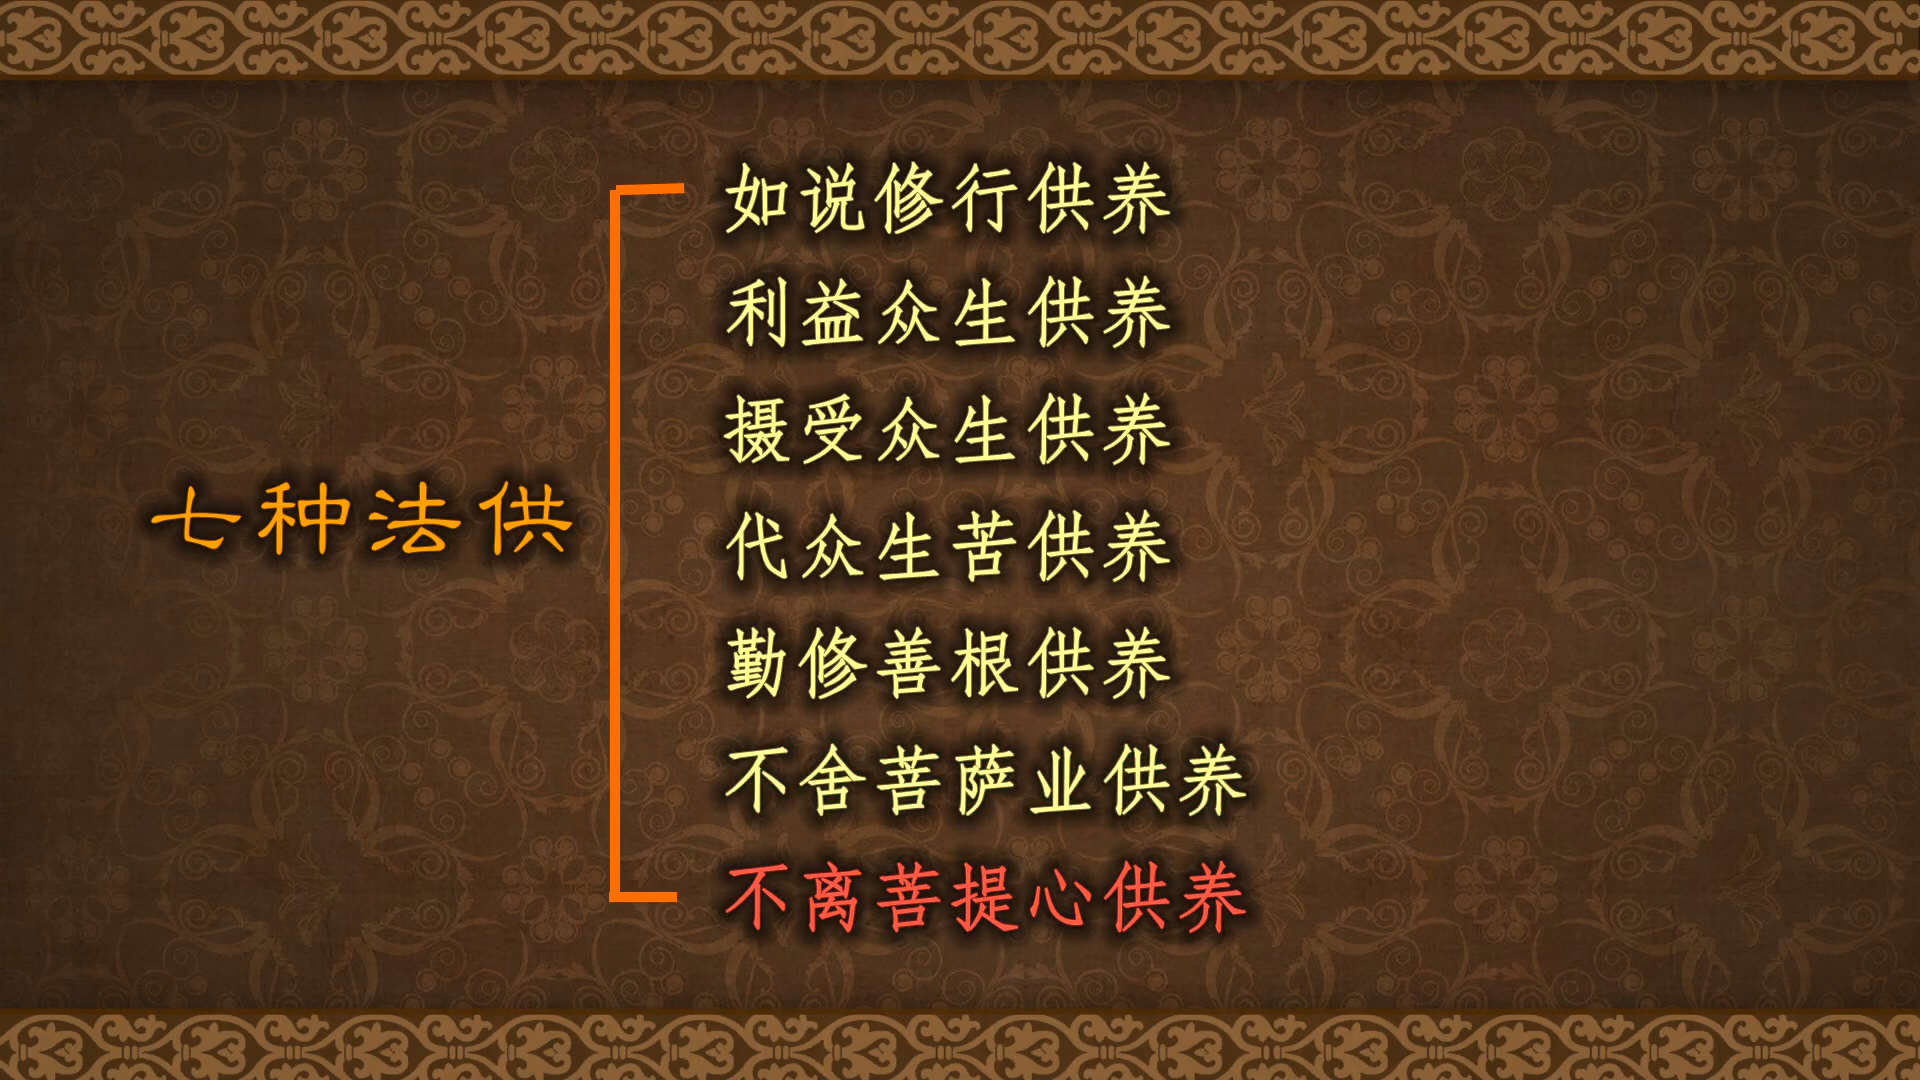 七种法供
如说修行供养
利益众生供养
摄受众生供养
代众生苦供养
勤修善根供养
不舍菩萨业供养
不离菩提心供养